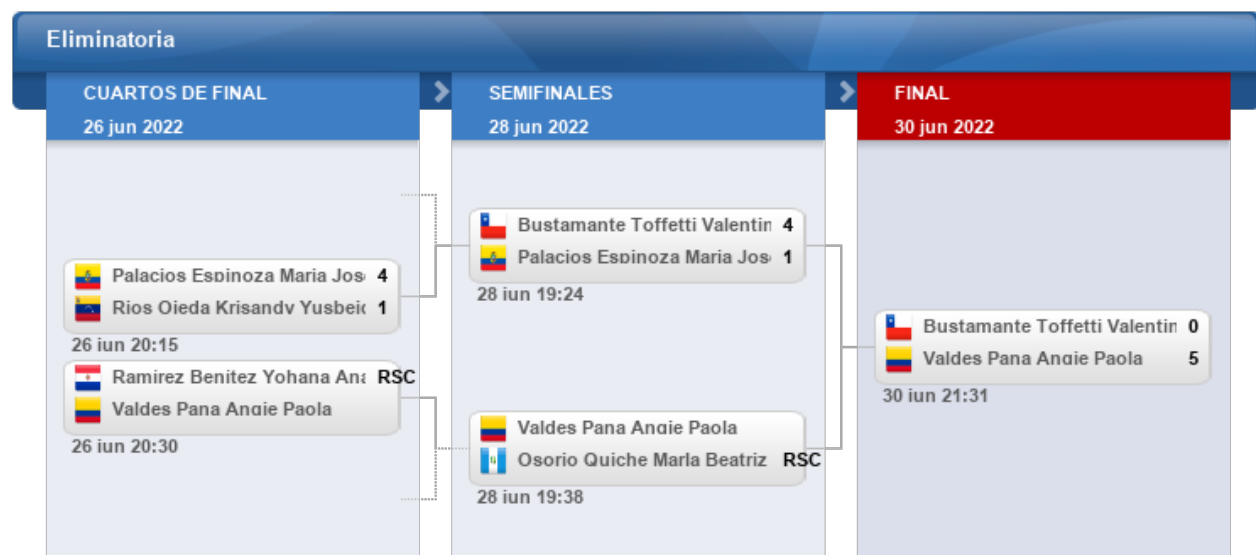 Eliminatoria
CUARTOS DE FINAL
26 jun 2022
Palacios Espinoza Maria Jos 4
Rios Ojeda Krisandy Yusbeic 1
26 jun 20:15
Ramirez Benitez Yohana Ana RSC
Valdes Pana Angie Paola
26 jun 20:30
SEMIFINALES
28 jun 2022
Bustamante Toffetti Valentin 4
Palacios Espinoza Maria Jos 1
28 jun 19:24
Valdes Pana Angie Paola
Osorio Quiche Marla Beatriz RSC
28 jun 19:38
FINAL
30 jun 2022
Bustamante Toffetti Valentin 0
Valdes Pana Angie Paola 5
30 jun 21:31